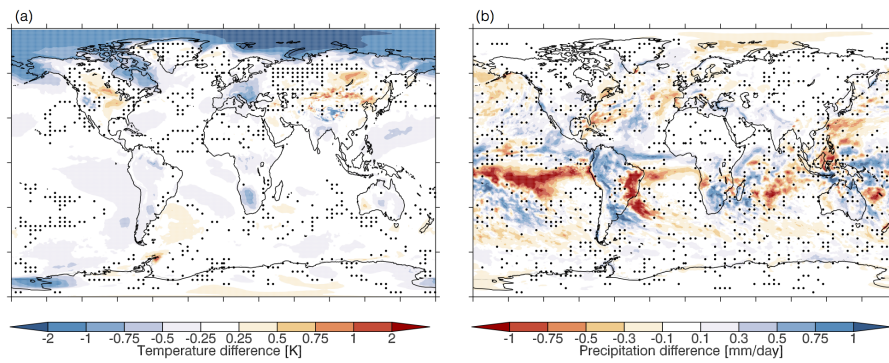 (a)
(b)
-2 -1 -0.75 -0.5 -0.25 0.25 0.5 0.75 1 2
Temperature difference [K]
-1 -0.75 -0.5 -0.3 -0.1 0.1 0.3 0.5 0.75 1
Precipitation difference [mm/day]